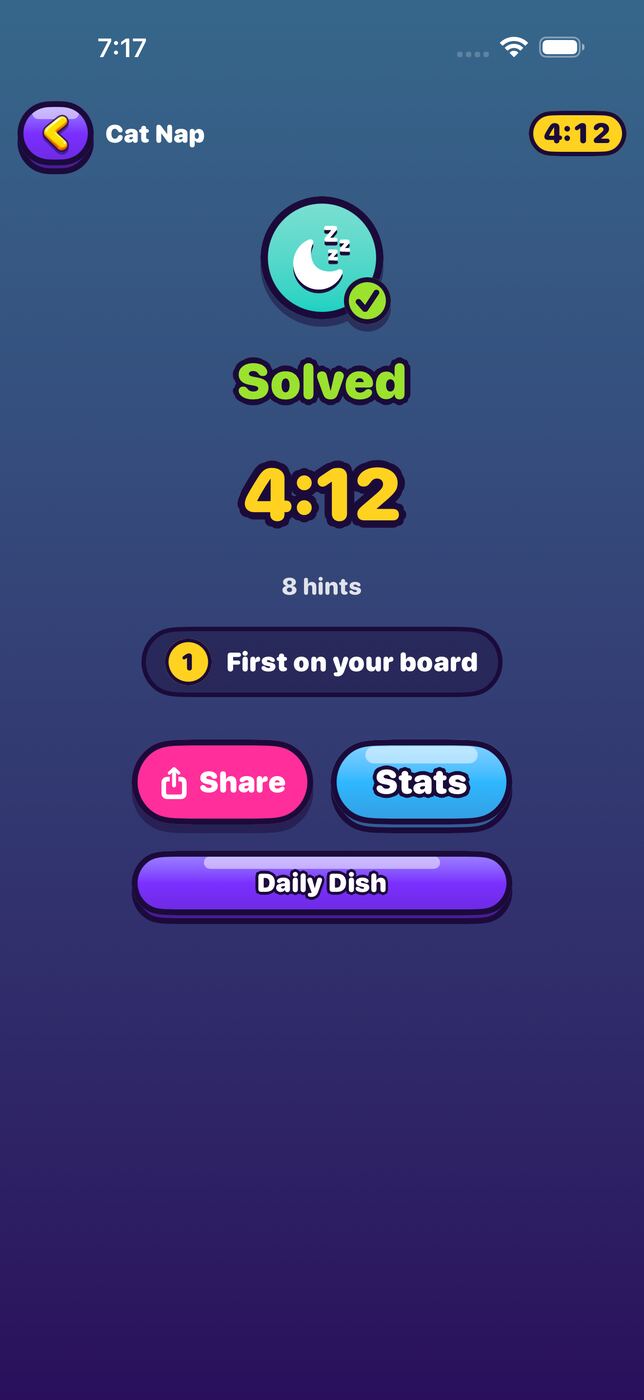 7:17
Cat Nap
4:12
z
z
z
Solved
4:12
8 hints
1 First on your board
Share
Stats
Daily Dish